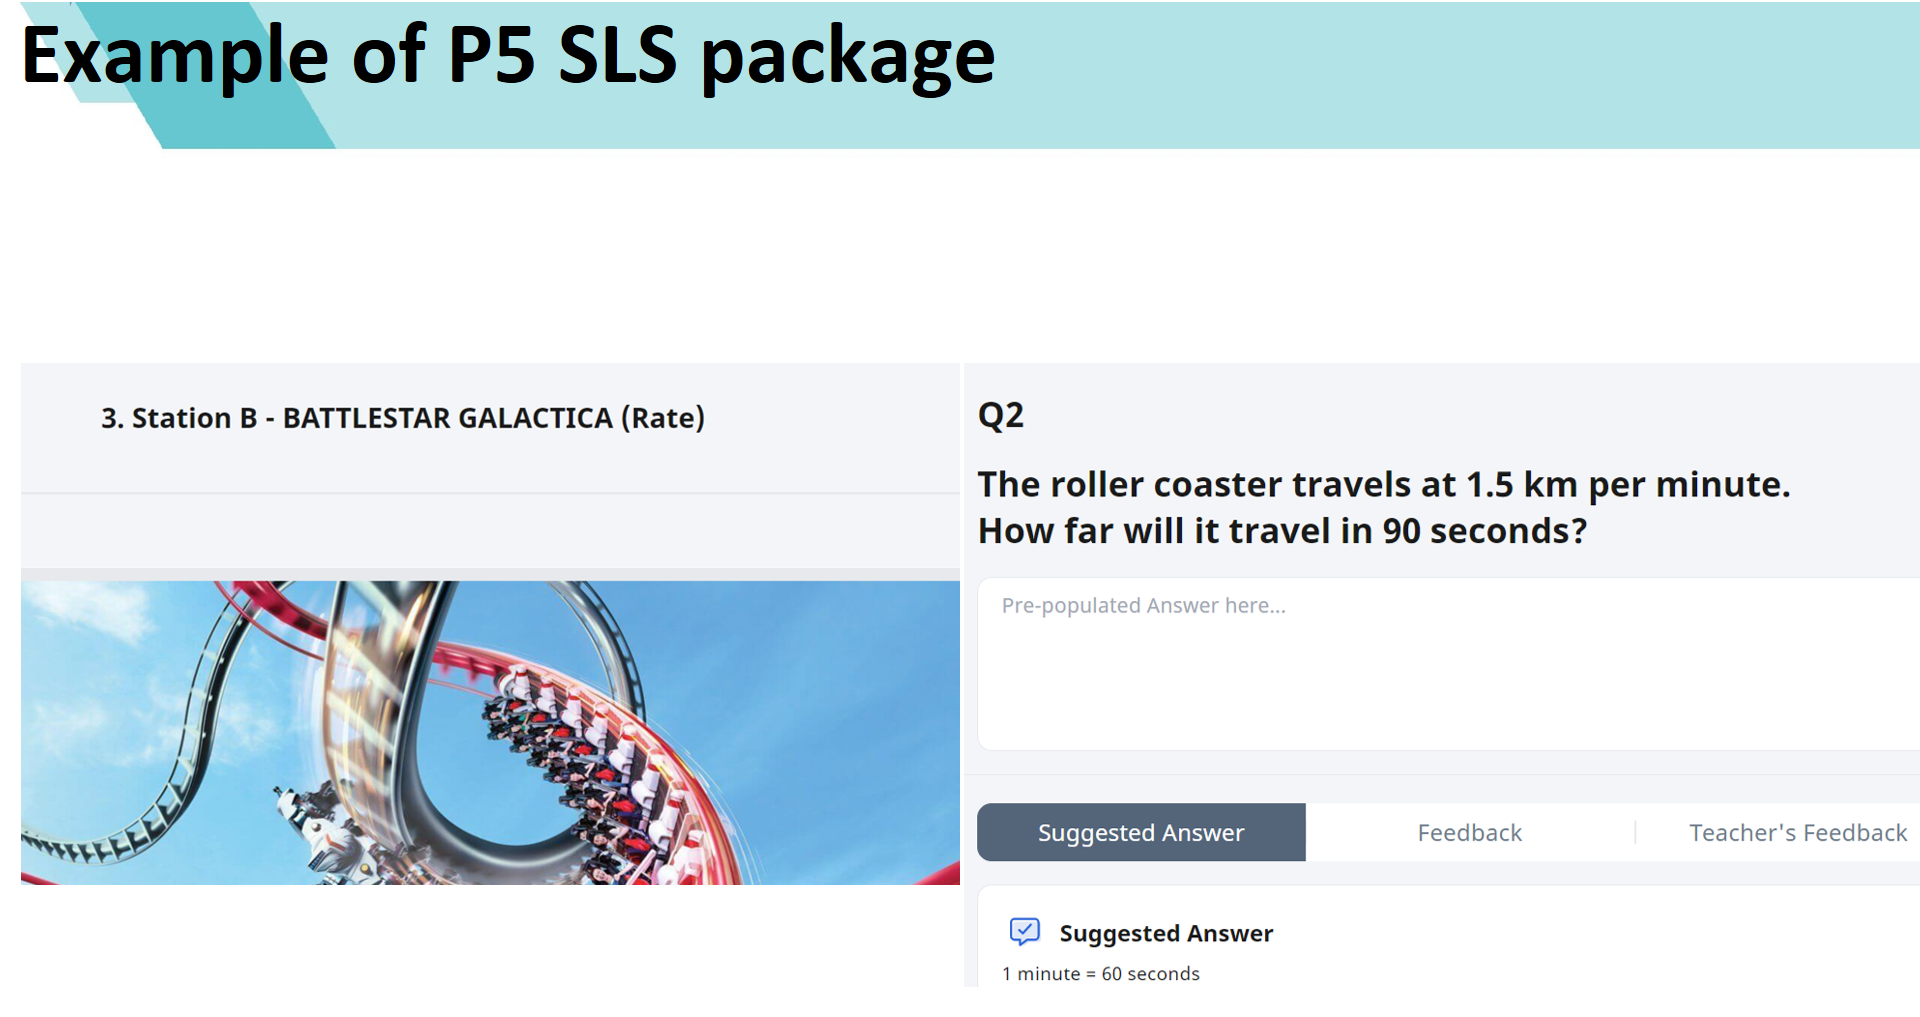 Example of P5 SLS package
3. Station B - BATTLESTAR GALACTICA (Rate)
Q2
The roller coaster travels at 1.5 km per minute.
How far will it travel in 90 seconds?
Pre-populated Answer here...
Suggested Answer
Feedback
Teacher's Feedback
Suggested Answer
1 minute = 60 seconds